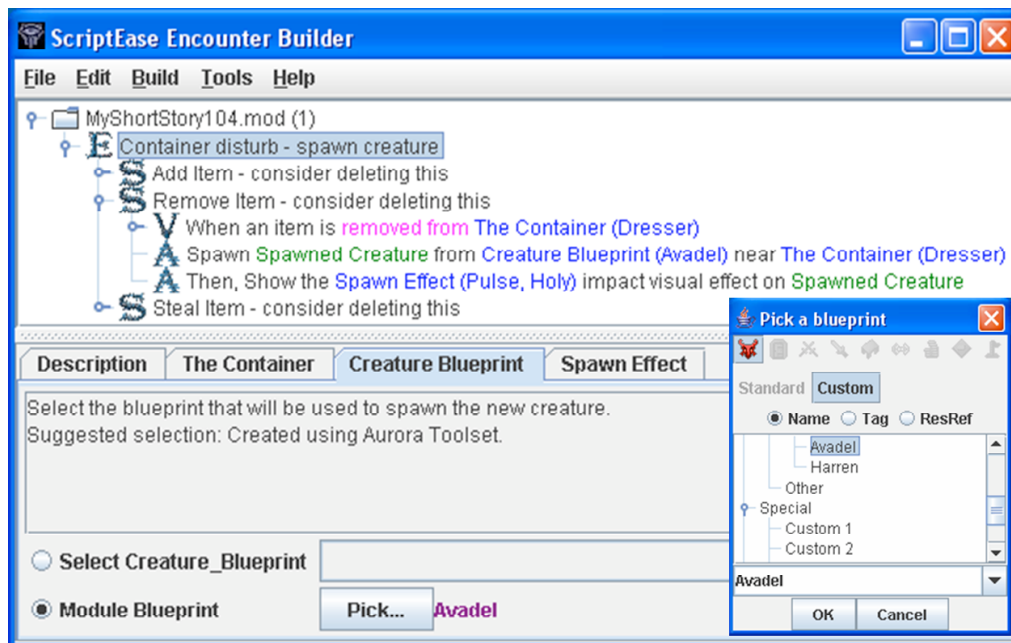 ScriptEase Encounter Builder
File Edit Build Tools Help
MyShortStory104.mod (1)
E Container disturb - spawn creature
S Add Item - consider deleting this
S Remove Item - consider deleting this
V When an item is removed from The Container (Dresser)
A Spawn Spawned Creature from Creature Blueprint (Avadel) near The Container (Dresser)
A Then, Show the Spawn Effect (Pulse, Holy) impact visual effect on Spawned Creature
S Steal Item - consider deleting this
Description The Container Creature Blueprint Spawn Effect
Select the blueprint that will be used to spawn the new creature.
Suggested selection: Created using Aurora Toolset.
Select Creature_Blueprint
Module Blueprint Pick... Avadel
Pick a blueprint
Standard Custom
Name Tag ResRef
Avadel
Harren
Other
Special
Custom 1
Custom 2
Avadel
OK Cancel